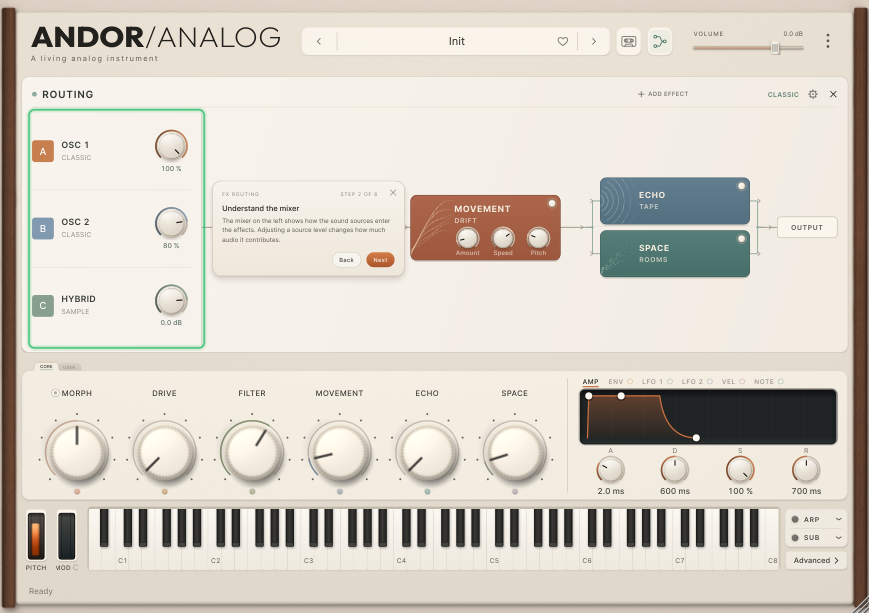 ANDOR/ANALOG
A living analog instrument
Init
VOLUME 0.0 dB
ROUTING
ADD EFFECT
CLASSIC
A
OSC 1
CLASSIC
100 %
B
OSC 2
CLASSIC
80 %
C
HYBRID
SAMPLE
0.0 dB
FX ROUTING STEP 2 OF 6
Understand the mixer
The mixer on the left shows how the sound sources enter
the effects. Adjusting a source level changes how much
audio it contributes.
Back Next
MOVEMENT
DRIFT
Amount Speed Pitch
ECHO
TAPE
SPACE
ROOMS
OUTPUT
CORE
MORPH DRIVE FILTER MOVEMENT ECHO SPACE
AMP ENV LFO 1 LFO 2 VEL NOTE
A D S R
2.0 ms 600 ms 100 % 700 ms
PITCH MOD
C1 C2 C3 C4 C5 C6 C7 C8
ARP
SUB
Advanced
Ready